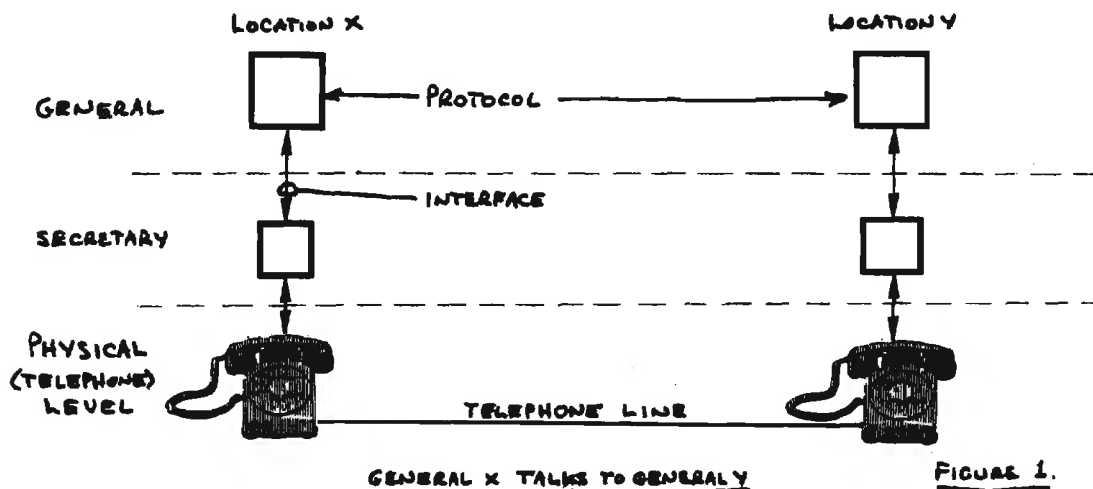 LOCATION X
LOCATION Y
GENERAL
PROTOCOL
INTERFACE
SECRETARY
PHYSICAL
(TELEPHONE)
LEVEL
TELEPHONE LINE
GENERAL X TALKS TO GENERAL Y
FIGURE 1.